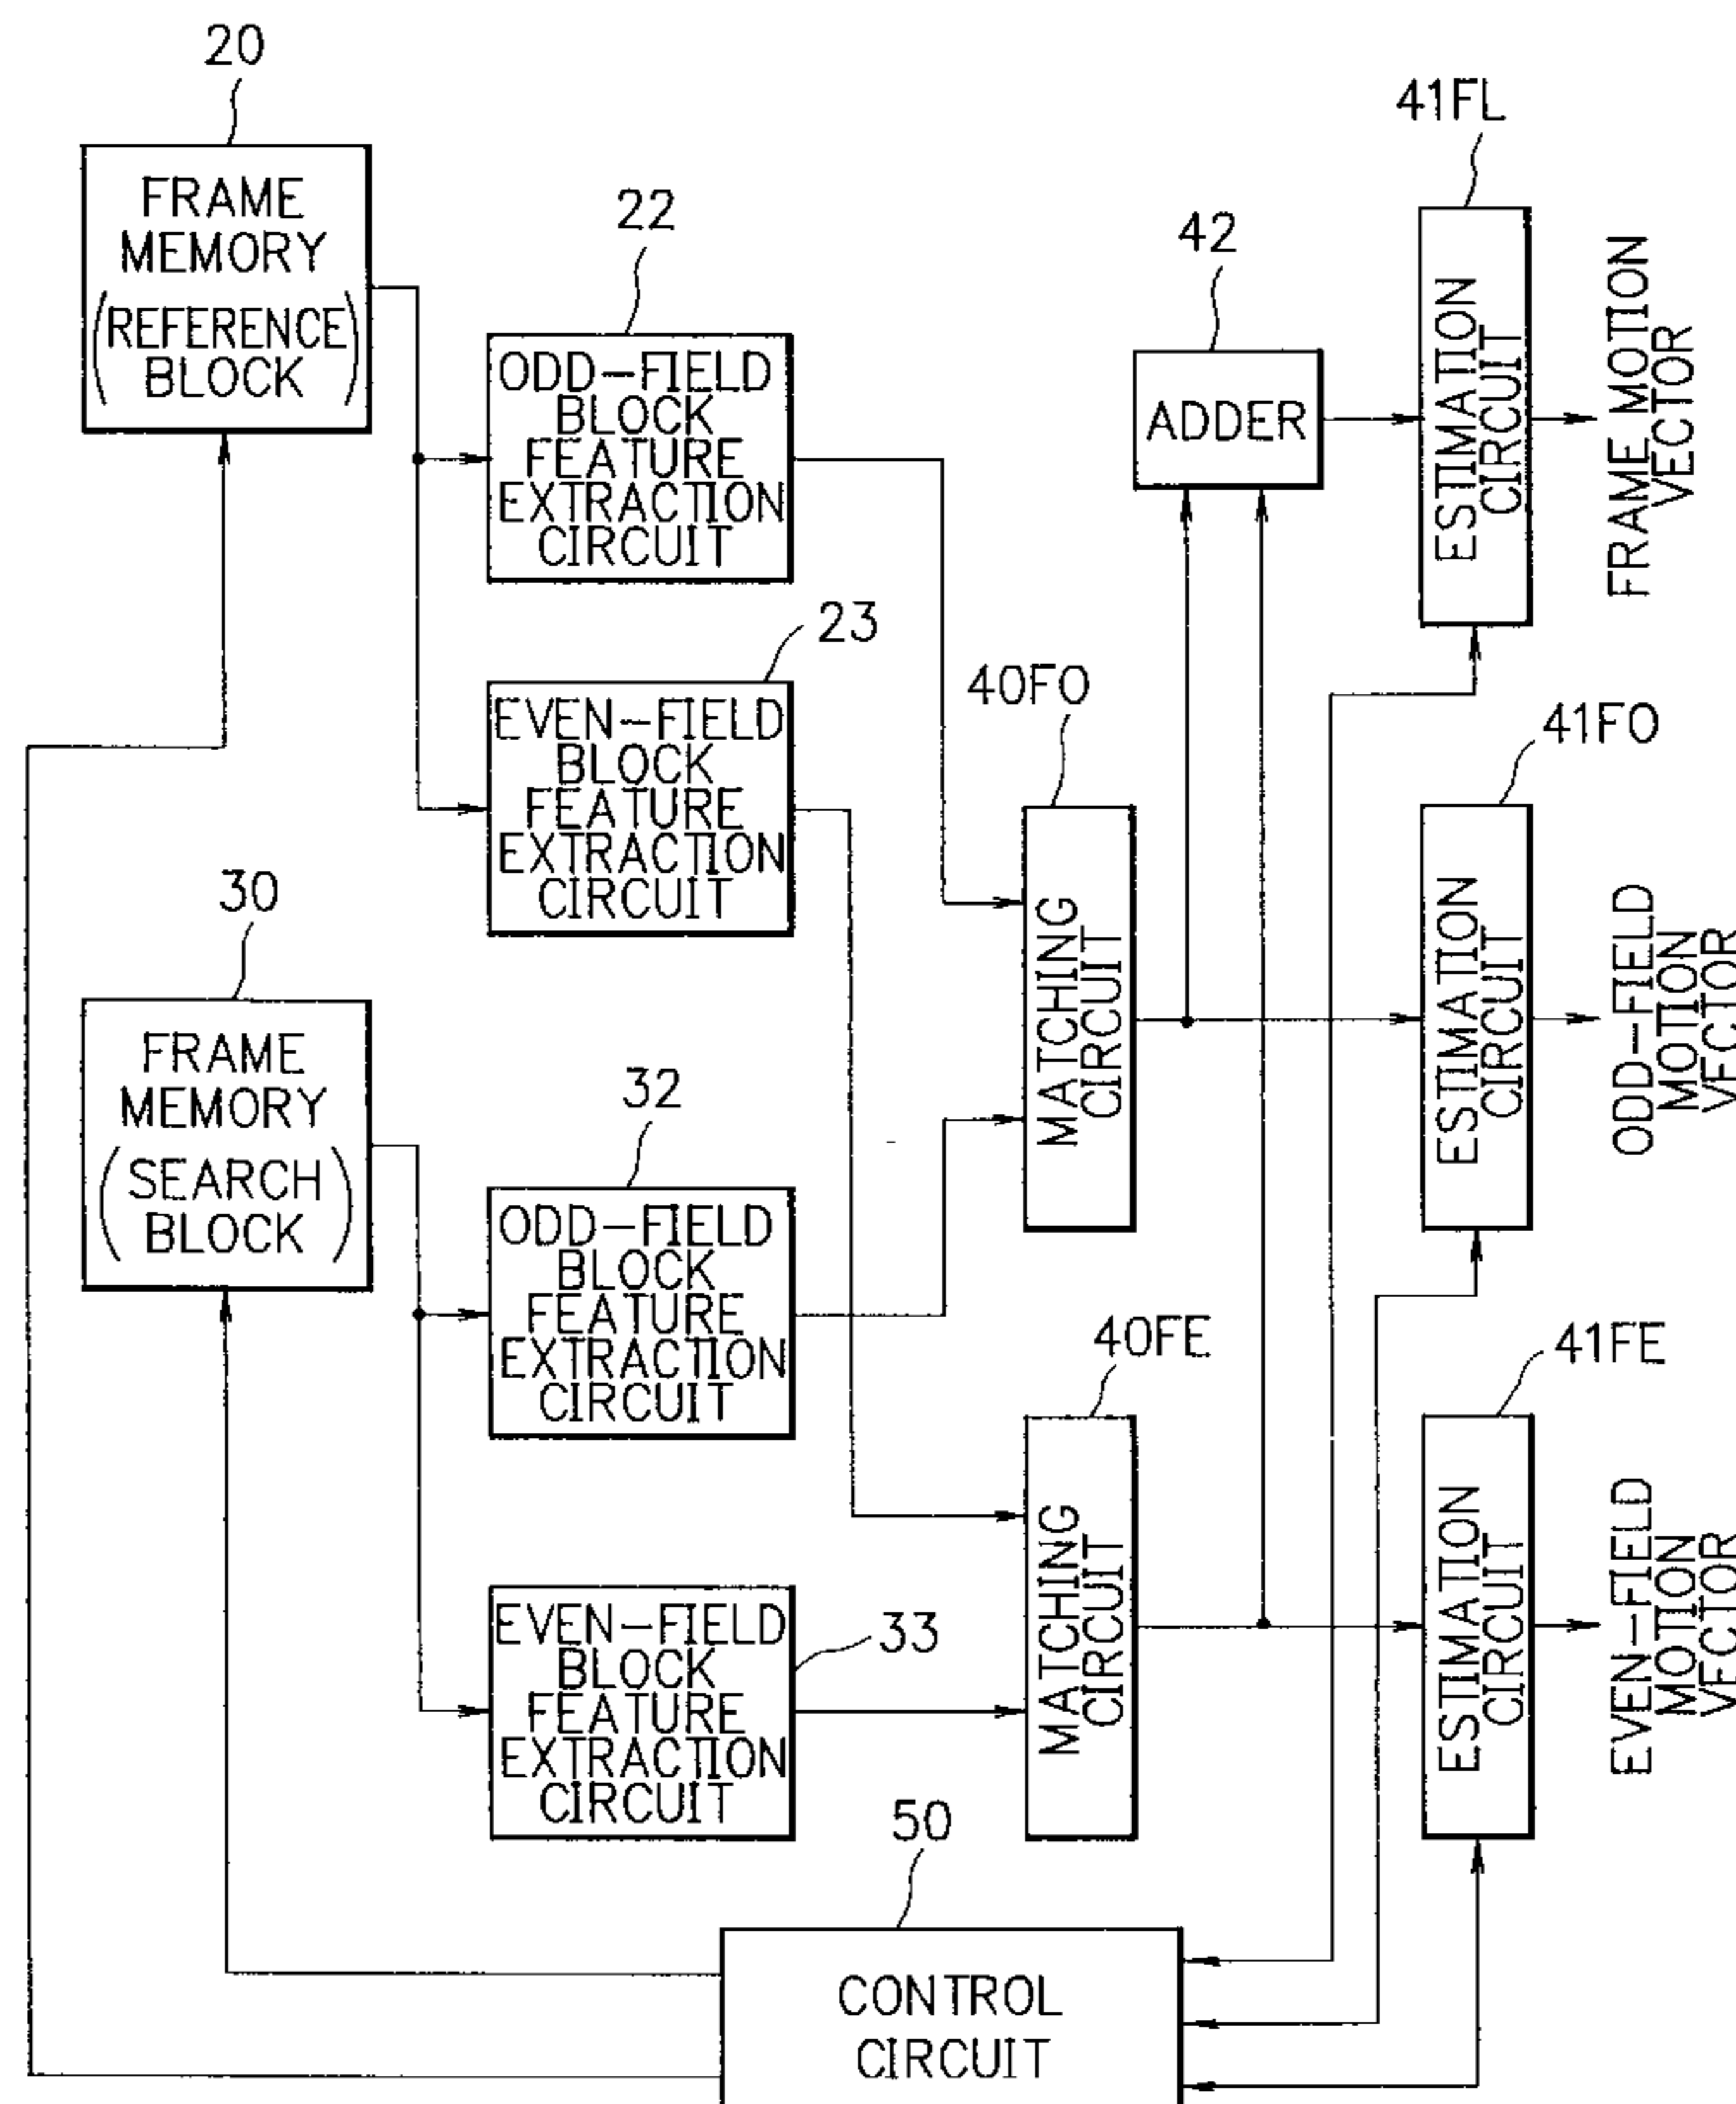 20
FRAME
MEMORY
(REFERENCE
BLOCK)
22
ODD-FIELD
BLOCK
FEATURE
EXTRACTION
CIRCUIT
23
EVEN-FIELD
BLOCK
FEATURE
EXTRACTION
CIRCUIT
30
FRAME
MEMORY
(SEARCH
BLOCK)
32
ODD-FIELD
BLOCK
FEATURE
EXTRACTION
CIRCUIT
33
EVEN-FIELD
BLOCK
FEATURE
EXTRACTION
CIRCUIT
40FO
MATCHING
CIRCUIT
40FE
MATCHING
CIRCUIT
42
ADDER
41FL
ESTIMATION
CIRCUIT
FRAME MOTION
VECTOR
41FO
ESTIMATION
CIRCUIT
ODD-FIELD
MOTION
VECTOR
41FE
ESTIMATION
CIRCUIT
EVEN-FIELD
MOTION
VECTOR
50
CONTROL
CIRCUIT